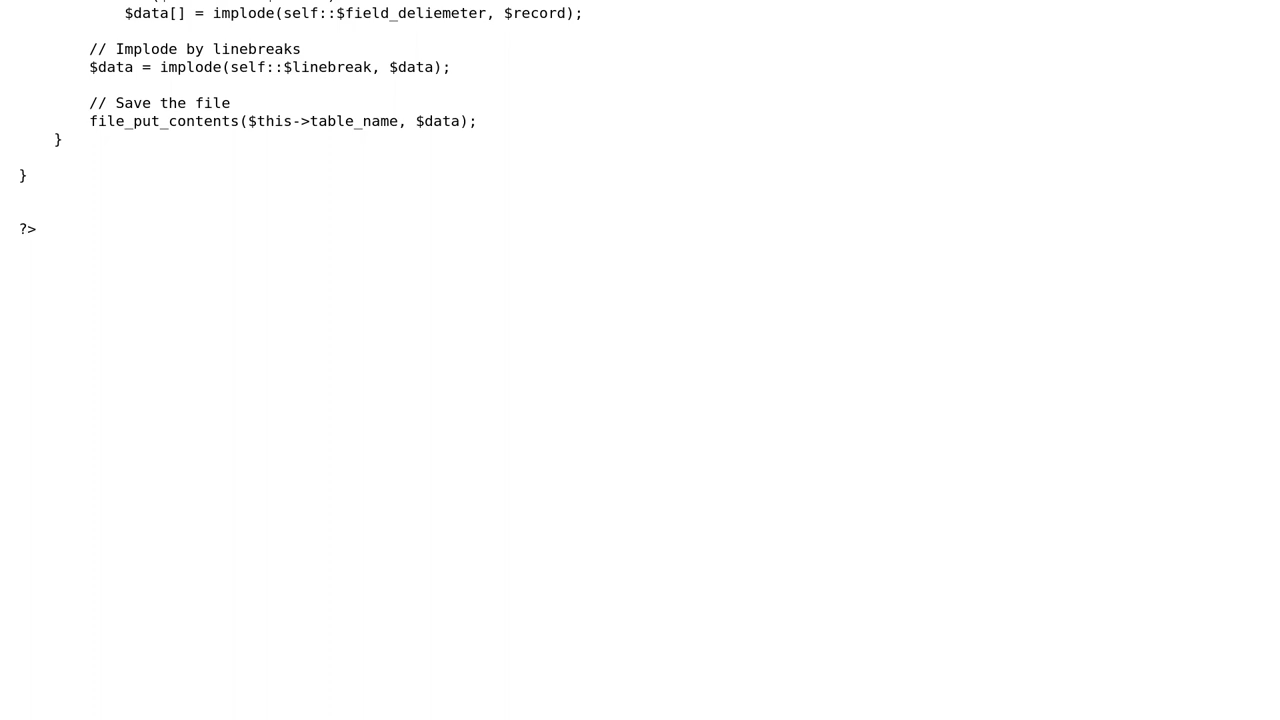 $data[] = implode(self::$field_deliemeter, $record);
// Implode by linebreaks
$data = implode(self::$linebreak, $data);
// Save the file
file_put_contents($this->table_name, $data);
}
}
?>